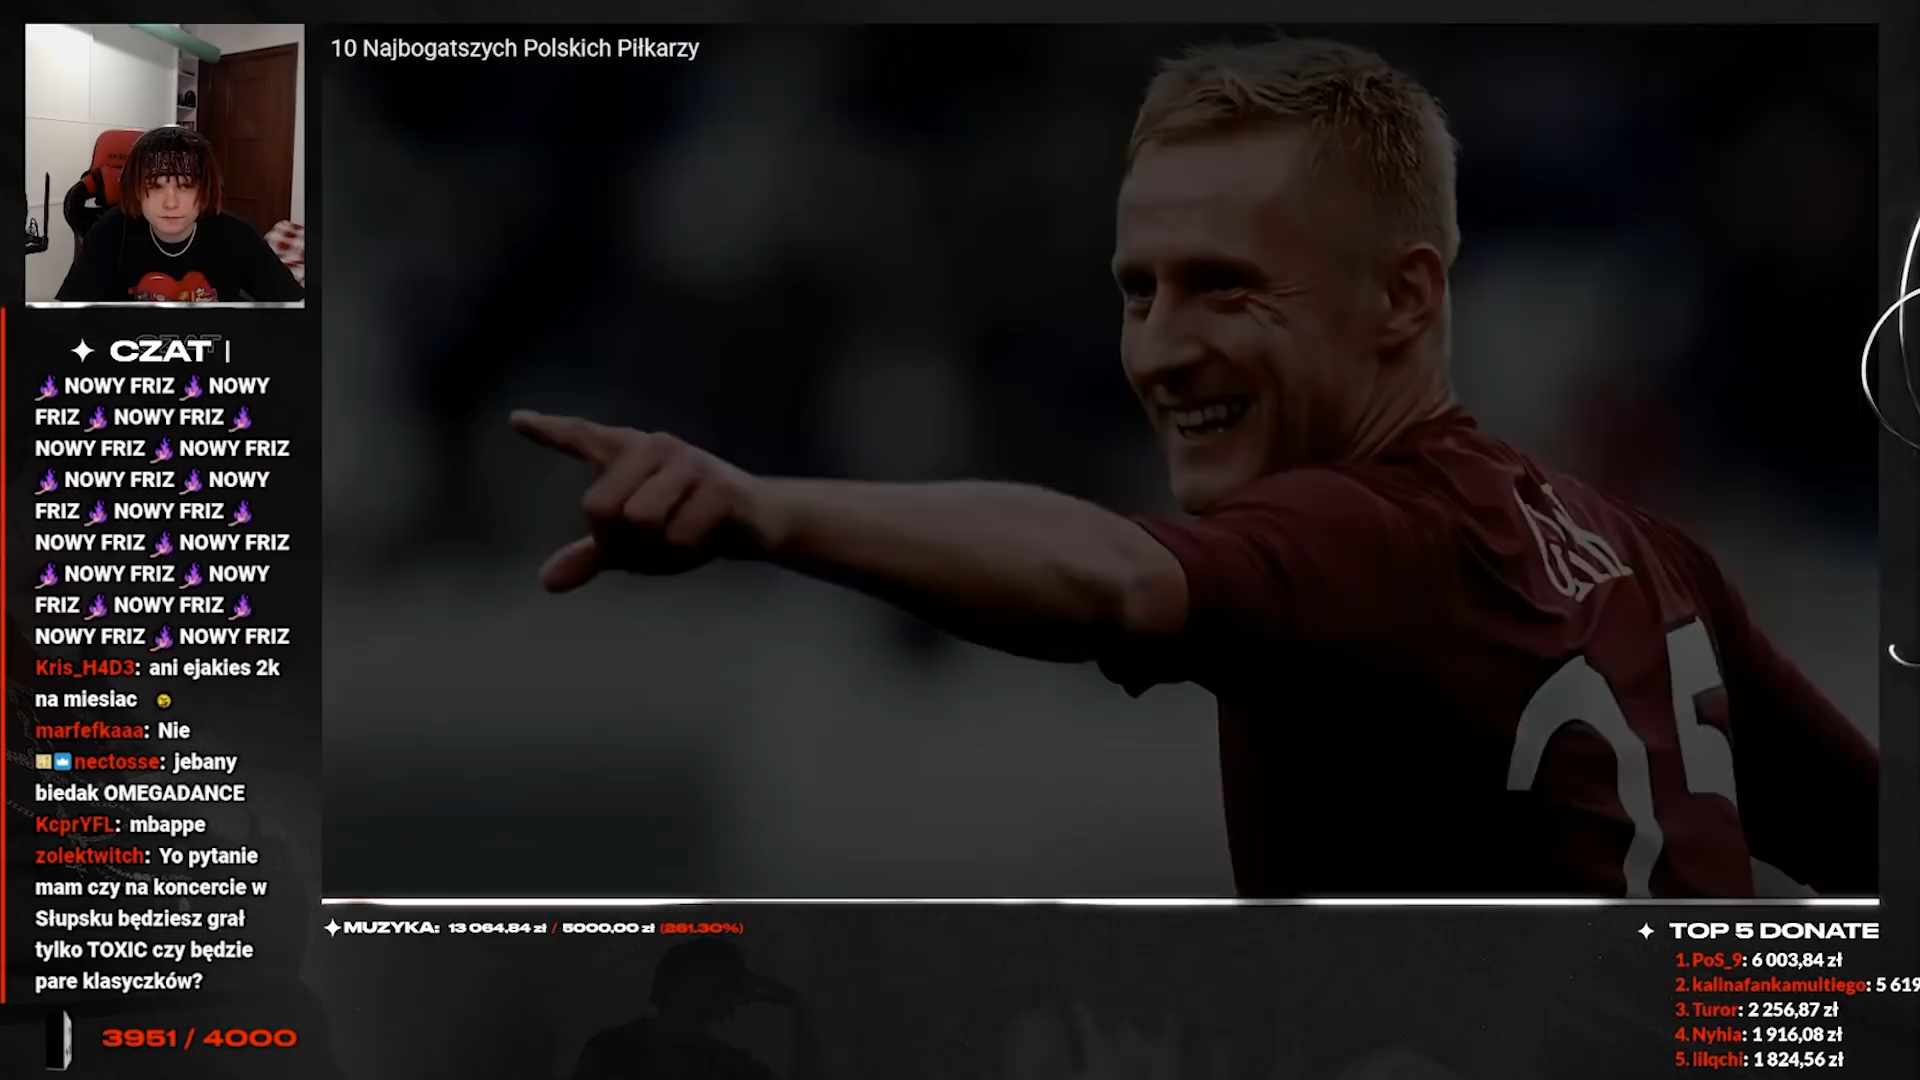 10 Najbogatszych Polskich Piłkarzy
CZAT |
NOWY FRIZ NOWY
FRIZ NOWY FRIZ
NOWY FRIZ NOWY FRIZ
NOWY FRIZ NOWY
FRIZ NOWY FRIZ
NOWY FRIZ NOWY FRIZ
NOWY FRIZ NOWY
FRIZ NOWY FRIZ
NOWY FRIZ NOWY FRIZ
Kris_H4D3: ani ejakies 2k
na miesiac
marfefkaaa: Nie
nectosse: jebany
biedak OMEGADANCE
KcprYFL: mbappe
zolektwitch: Yo pytanie
mam czy na koncercie w
Słupsku będziesz grał
tylko TOXIC czy będzie
pare klasyczków?
3951 / 4000
MUZYKA: 13 064,84 zł / 5000,00 zł (261.30%)
TOP 5 DONATE
1. PoS_9: 6 003,84 zł
2. kalinafankamultiego: 5 619
3. Turor: 2 256,87 zł
4. Nyhla: 1 916,08 zł
5. lilqchi: 1 824,56 zł
25